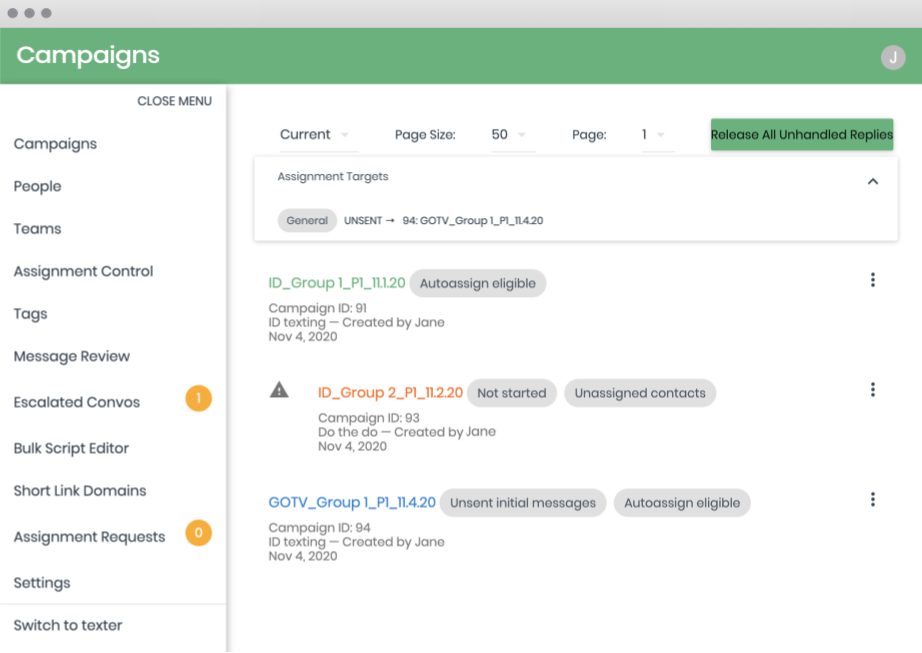 Campaigns
J
CLOSE MENU
Campaigns
People
Teams
Assignment Control
Tags
Message Review
Escalated Convos 1
Bulk Script Editor
Short Link Domains
Assignment Requests 0
Settings
Switch to texter
Current Page Size: 50 Page: 1 Release All Unhandled Replies
Assignment Targets
General UNSENT → 94: GOTV_Group 1_P1_11.4.20
ID_Group 1_P1_11.1.20 Autoassign eligible
Campaign ID: 91
ID texting — Created by Jane
Nov 4, 2020
ID_Group 2_P1_11.2.20 Not started Unassigned contacts
Campaign ID: 93
Do the do — Created by Jane
Nov 4, 2020
GOTV_Group 1_P1_11.4.20 Unsent initial messages Autoassign eligible
Campaign ID: 94
ID texting — Created by Jane
Nov 4, 2020